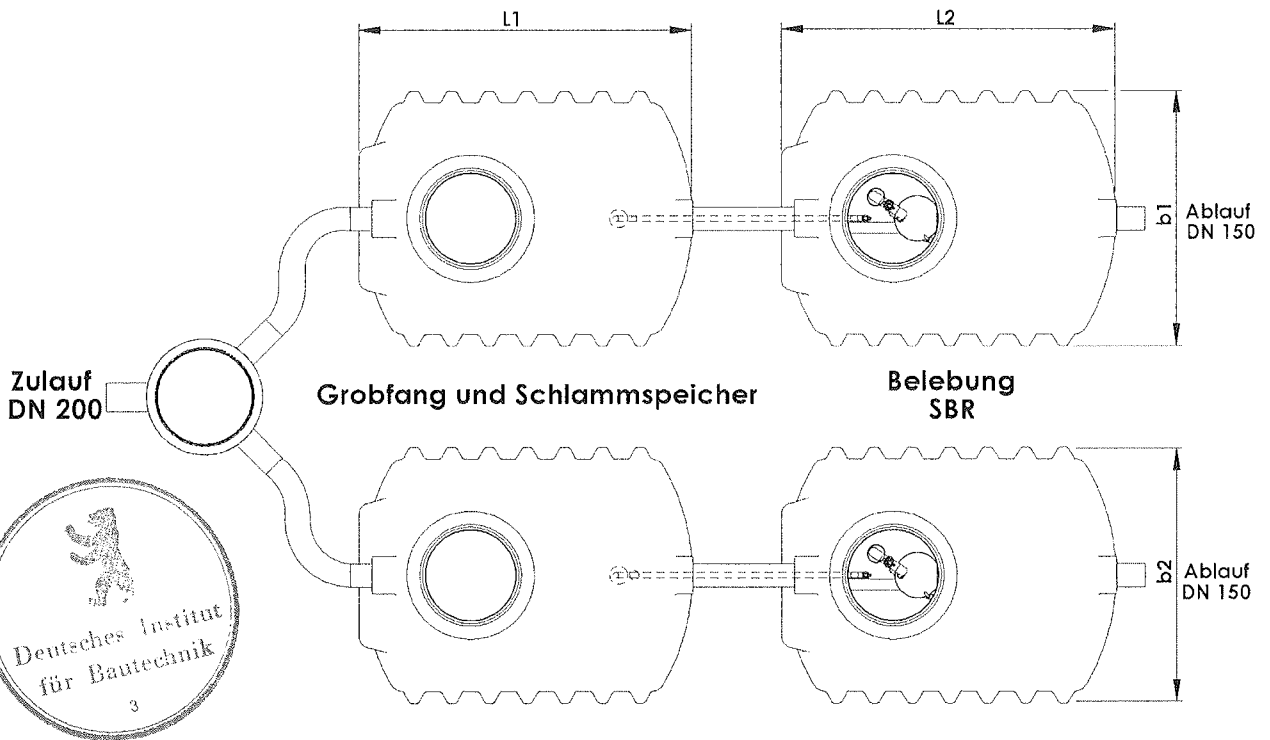 L1
L2
b1
Ablauf
DN 150
Zulauf
DN 200
Grobfang und Schlammspeicher
Belebung
SBR
b2
Ablauf
DN 150
Deutsches Institut
für Bautechnik
3